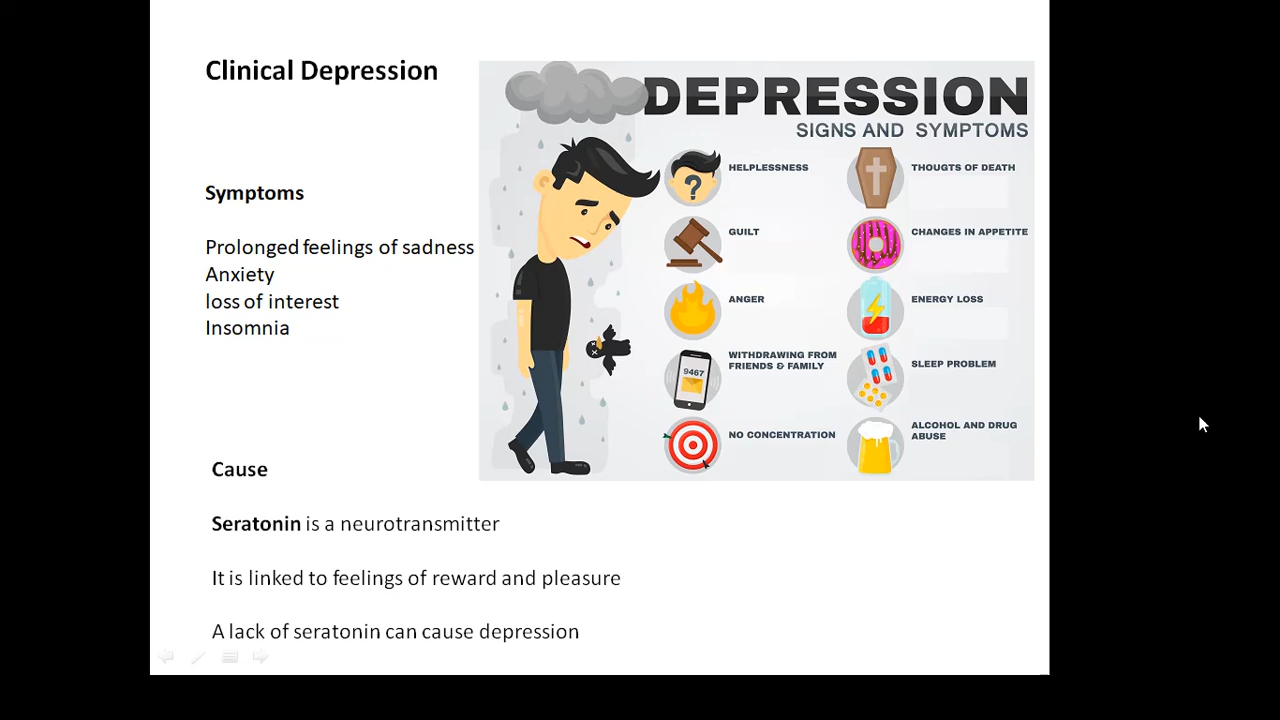 Clinical Depression
Symptoms
Prolonged feelings of sadness
Anxiety
loss of interest
Insomnia
DEPRESSION
SIGNS AND SYMPTOMS
HELPLESSNESS
?
GUILT
ANGER
WITHDRAWING FROM
FRIENDS & FAMILY
9467
NO CONCENTRATION
THOUGTS OF DEATH
CHANGES IN APPETITE
ENERGY LOSS
SLEEP PROBLEM
ALCOHOL AND DRUG
ABUSE
Cause
Seratonin is a neurotransmitter
It is linked to feelings of reward and pleasure
A lack of seratonin can cause depression